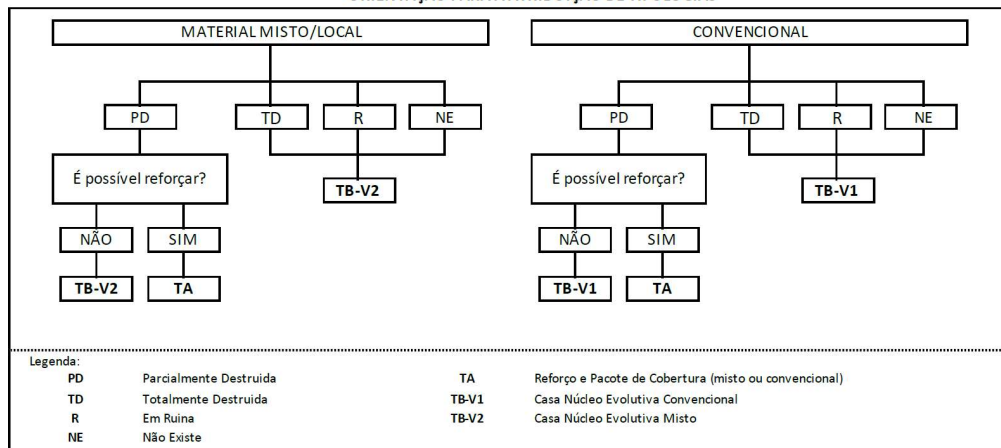 MATERIAL MISTO/LOCAL
CONVENCIONAL
PD
TD
R
NE
PD
TD
R
NE
É possível reforçar?
TB-V2
É possível reforçar?
TB-V1
NÃO
SIM
NÃO
SIM
TB-V2
TA
TB-V1
TA
Legenda:
PD Parcialmente Destruida
TA Reforço e Pacote de Cobertura (misto ou convencional)
TD Totalmente Destruida
TB-V1 Casa Núcleo Evolutiva Convencional
R Em Ruina
TB-V2 Casa Núcleo Evolutiva Misto
NE Não Existe